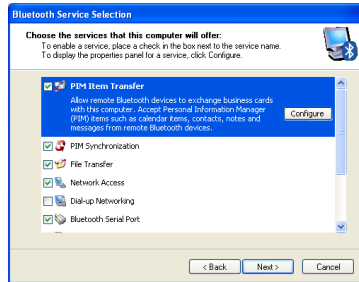 Bluetooth Service Selection
Choose the services that this computer will offer:
To enable a service, place a check in the box next to the service name.
To display the properties panel for a service, click Configure.
PIM Item Transfer
Allow remote Bluetooth devices to exchange business cards
with this computer. Accept Personal Information Manager
(PIM) items such as calendar items, contacts, notes and
messages from remote Bluetooth devices.
Configure
PIM Synchronization
File Transfer
Network Access
Dial-up Networking
Bluetooth Serial Port
< Back
Next >
Cancel